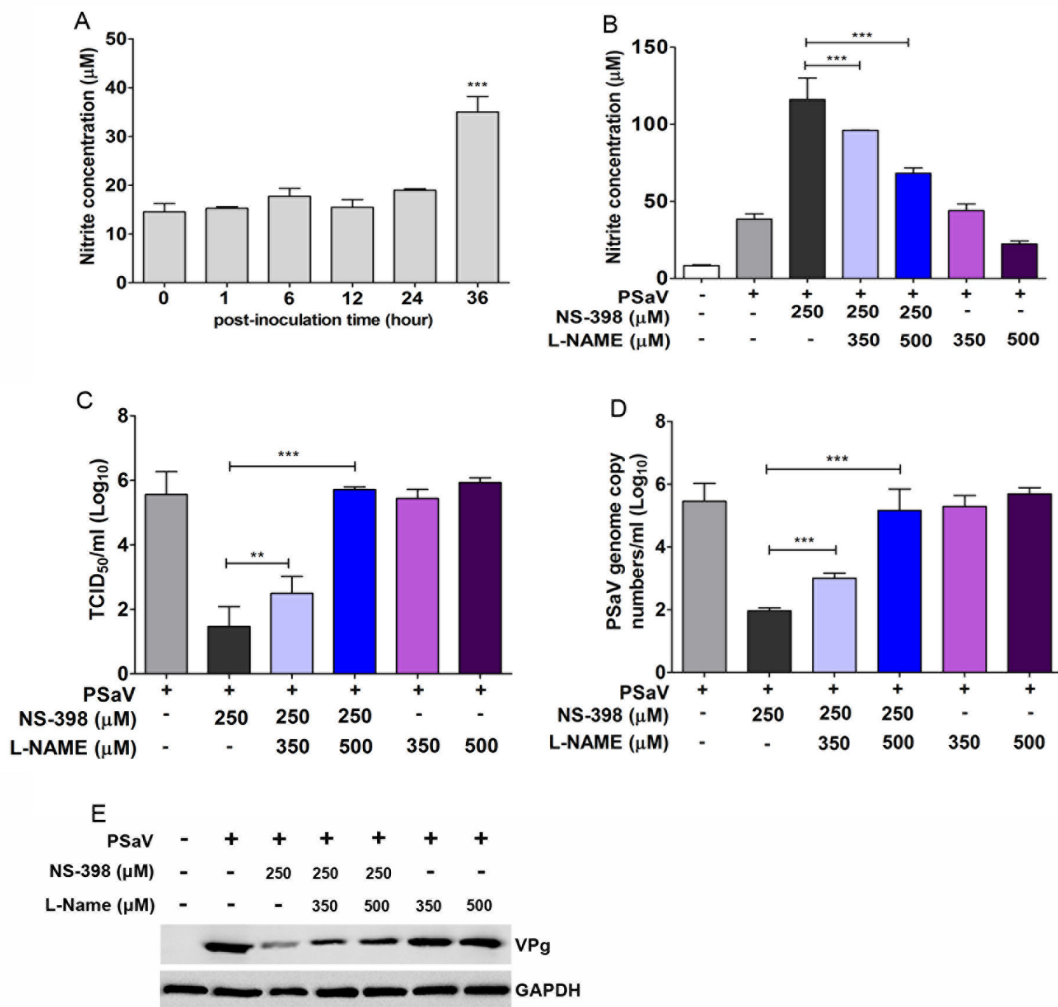 A
Nitrite concentration (μM)
50
40
30
20
10
0
***
0 1 6 12 24 36
post-inoculation time (hour)
B
Nitrite concentration (μM)
150
100
50
0
***
***
PSaV - + + + + + +
NS-398 (μM) - - 250 250 250 - -
L-NAME (μM) - - - 350 500 350 500
C
TCID50/ml (Log10)
8
6
4
2
0
***
**
PSaV + + + + + +
NS-398 (μM) - 250 250 250 - -
L-NAME (μM) - - 350 500 350 500
D
PSaV genome copy
numbers/ml (Log10)
8
6
4
2
0
***
***
PSaV + + + + + +
NS-398 (μM) - 250 250 250 - -
L-NAME (μM) - - 350 500 350 500
E
PSaV - + + + + + +
NS-398 (μM) - - 250 250 250 - -
L-Name (μM) - - - 350 500 350 500
VPg
GAPDH